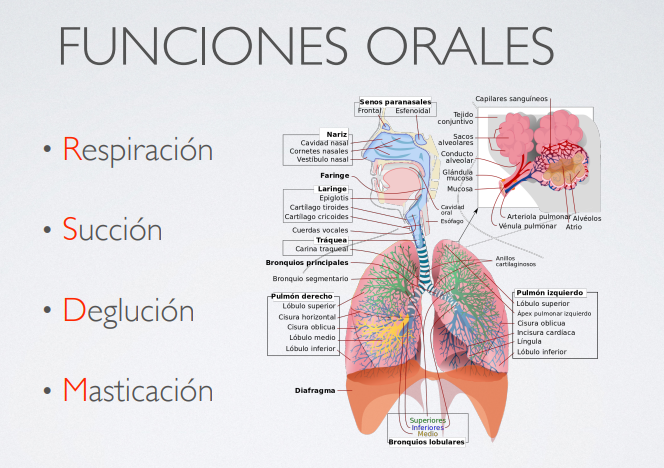 FUNCIONES ORALES
• Respiración
• Succión
• Deglución
• Masticación
Senos paranasales
Frontal
Esfenoidal
Nariz
Cavidad nasal
Cornetes nasales
Vestíbulo nasal
Faringe
Laringe
Epiglotis
Cartílago tiroides
Cartílago cricoides
Cuerdas vocales
Tráquea
Carina traqueal
Bronquios principales
Bronquio segmentario
Pulmón derecho
Lóbulo superior
Cisura horizontal
Cisura oblicua
Lóbulo medio
Lóbulo inferior
Diafragma
Capilares sanguíneos
Tejido
conjuntivo
Sacos
alveolares
Conducto
alveolar
Glándula
mucosa
Mucosa
Cavidad
oral
Esófago
Arteriola pulmonar
Alvéolos
Vénula pulmonar
Atrio
Anillos
cartilaginosos
Pulmón izquierdo
Lóbulo superior
Ápex pulmonar izquierdo
Cisura oblicua
Incisura cardíaca
Língula
Lóbulo inferior
Superiores
Inferiores
Medio
Bronquios lobulares